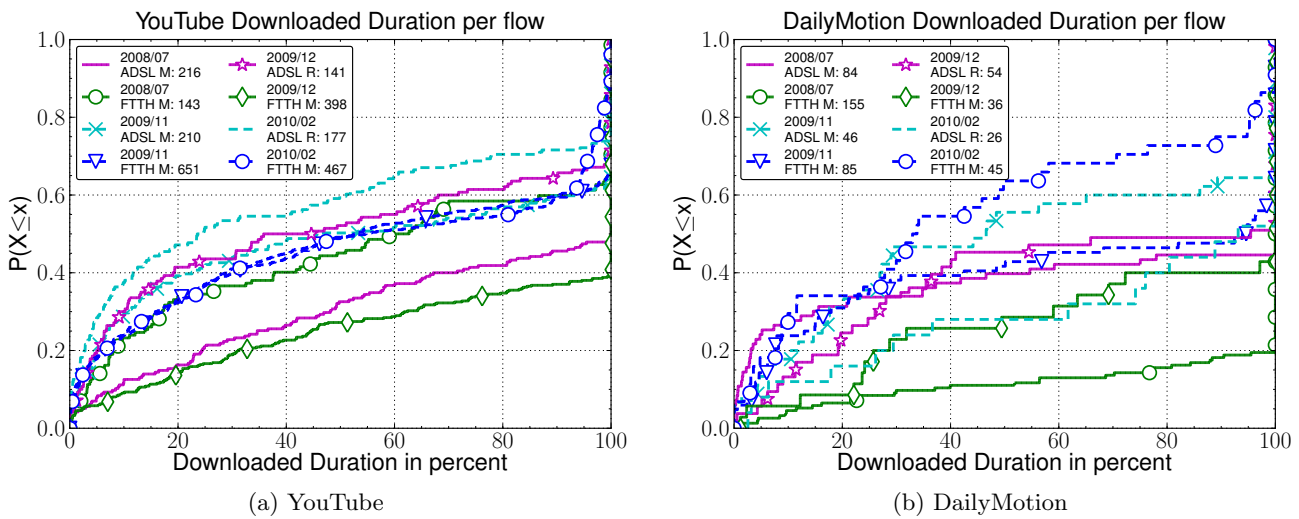 YouTube Downloaded Duration per flow
P(X≤x)
1.0
0.8
0.6
0.4
0.2
0.0
2008/07
ADSL M: 216
2008/07
FTTH M: 143
2009/11
ADSL M: 210
2009/11
FTTH M: 651
2009/12
ADSL R: 141
2009/12
FTTH M: 398
2010/02
ADSL R: 177
2010/02
FTTH M: 467
0 20 40 60 80 100
Downloaded Duration in percent
(a) YouTube
DailyMotion Downloaded Duration per flow
P(X≤x)
1.0
0.8
0.6
0.4
0.2
0.0
2008/07
ADSL M: 84
2008/07
FTTH M: 155
2009/11
ADSL M: 46
2009/11
FTTH M: 85
2009/12
ADSL R: 54
2009/12
FTTH M: 36
2010/02
ADSL R: 26
2010/02
FTTH M: 45
0 20 40 60 80 100
Downloaded Duration in percent
(b) DailyMotion